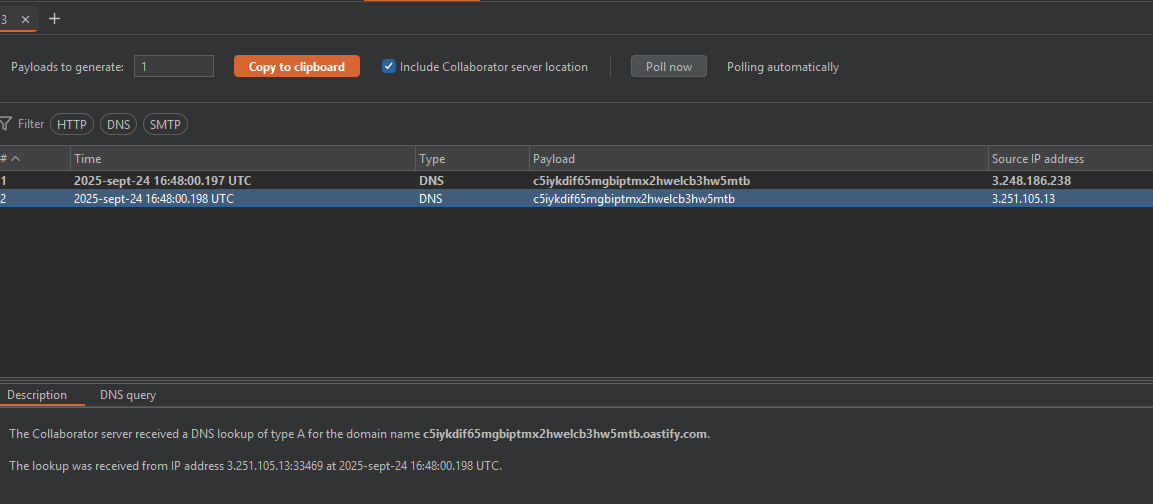 3 × +
Payloads to generate: 1 Copy to clipboard Include Collaborator server location Poll now Polling automatically
Filter HTTP DNS SMTP
# Time Type Payload Source IP address
1 2025-sept-24 16:48:00.197 UTC DNS c5iykdif65mgbiptmx2hwelcb3hw5mtb 3.248.186.238
2 2025-sept-24 16:48:00.198 UTC DNS c5iykdif65mgbiptmx2hwelcb3hw5mtb 3.251.105.13
Description DNS query
The Collaborator server received a DNS lookup of type A for the domain name c5iykdif65mgbiptmx2hwelcb3hw5mtb.oastify.com.
The lookup was received from IP address 3.251.105.13:33469 at 2025-sept-24 16:48:00.198 UTC.